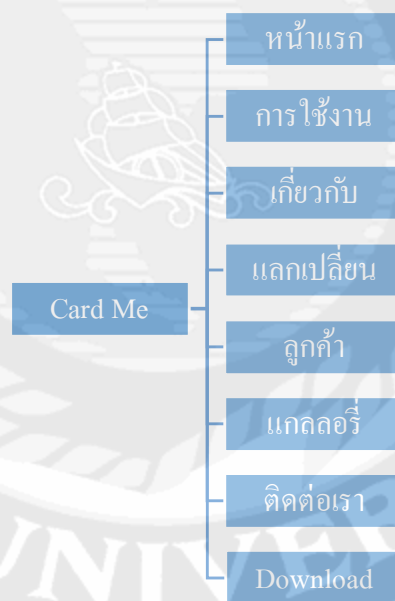 หน้าแรก
การใช้งาน
เกี่ยวกับ
แลกเปลี่ยน
Card Me
ลูกค้า
แกลลอรี่
ติดต่อเรา
Download
UNIVER